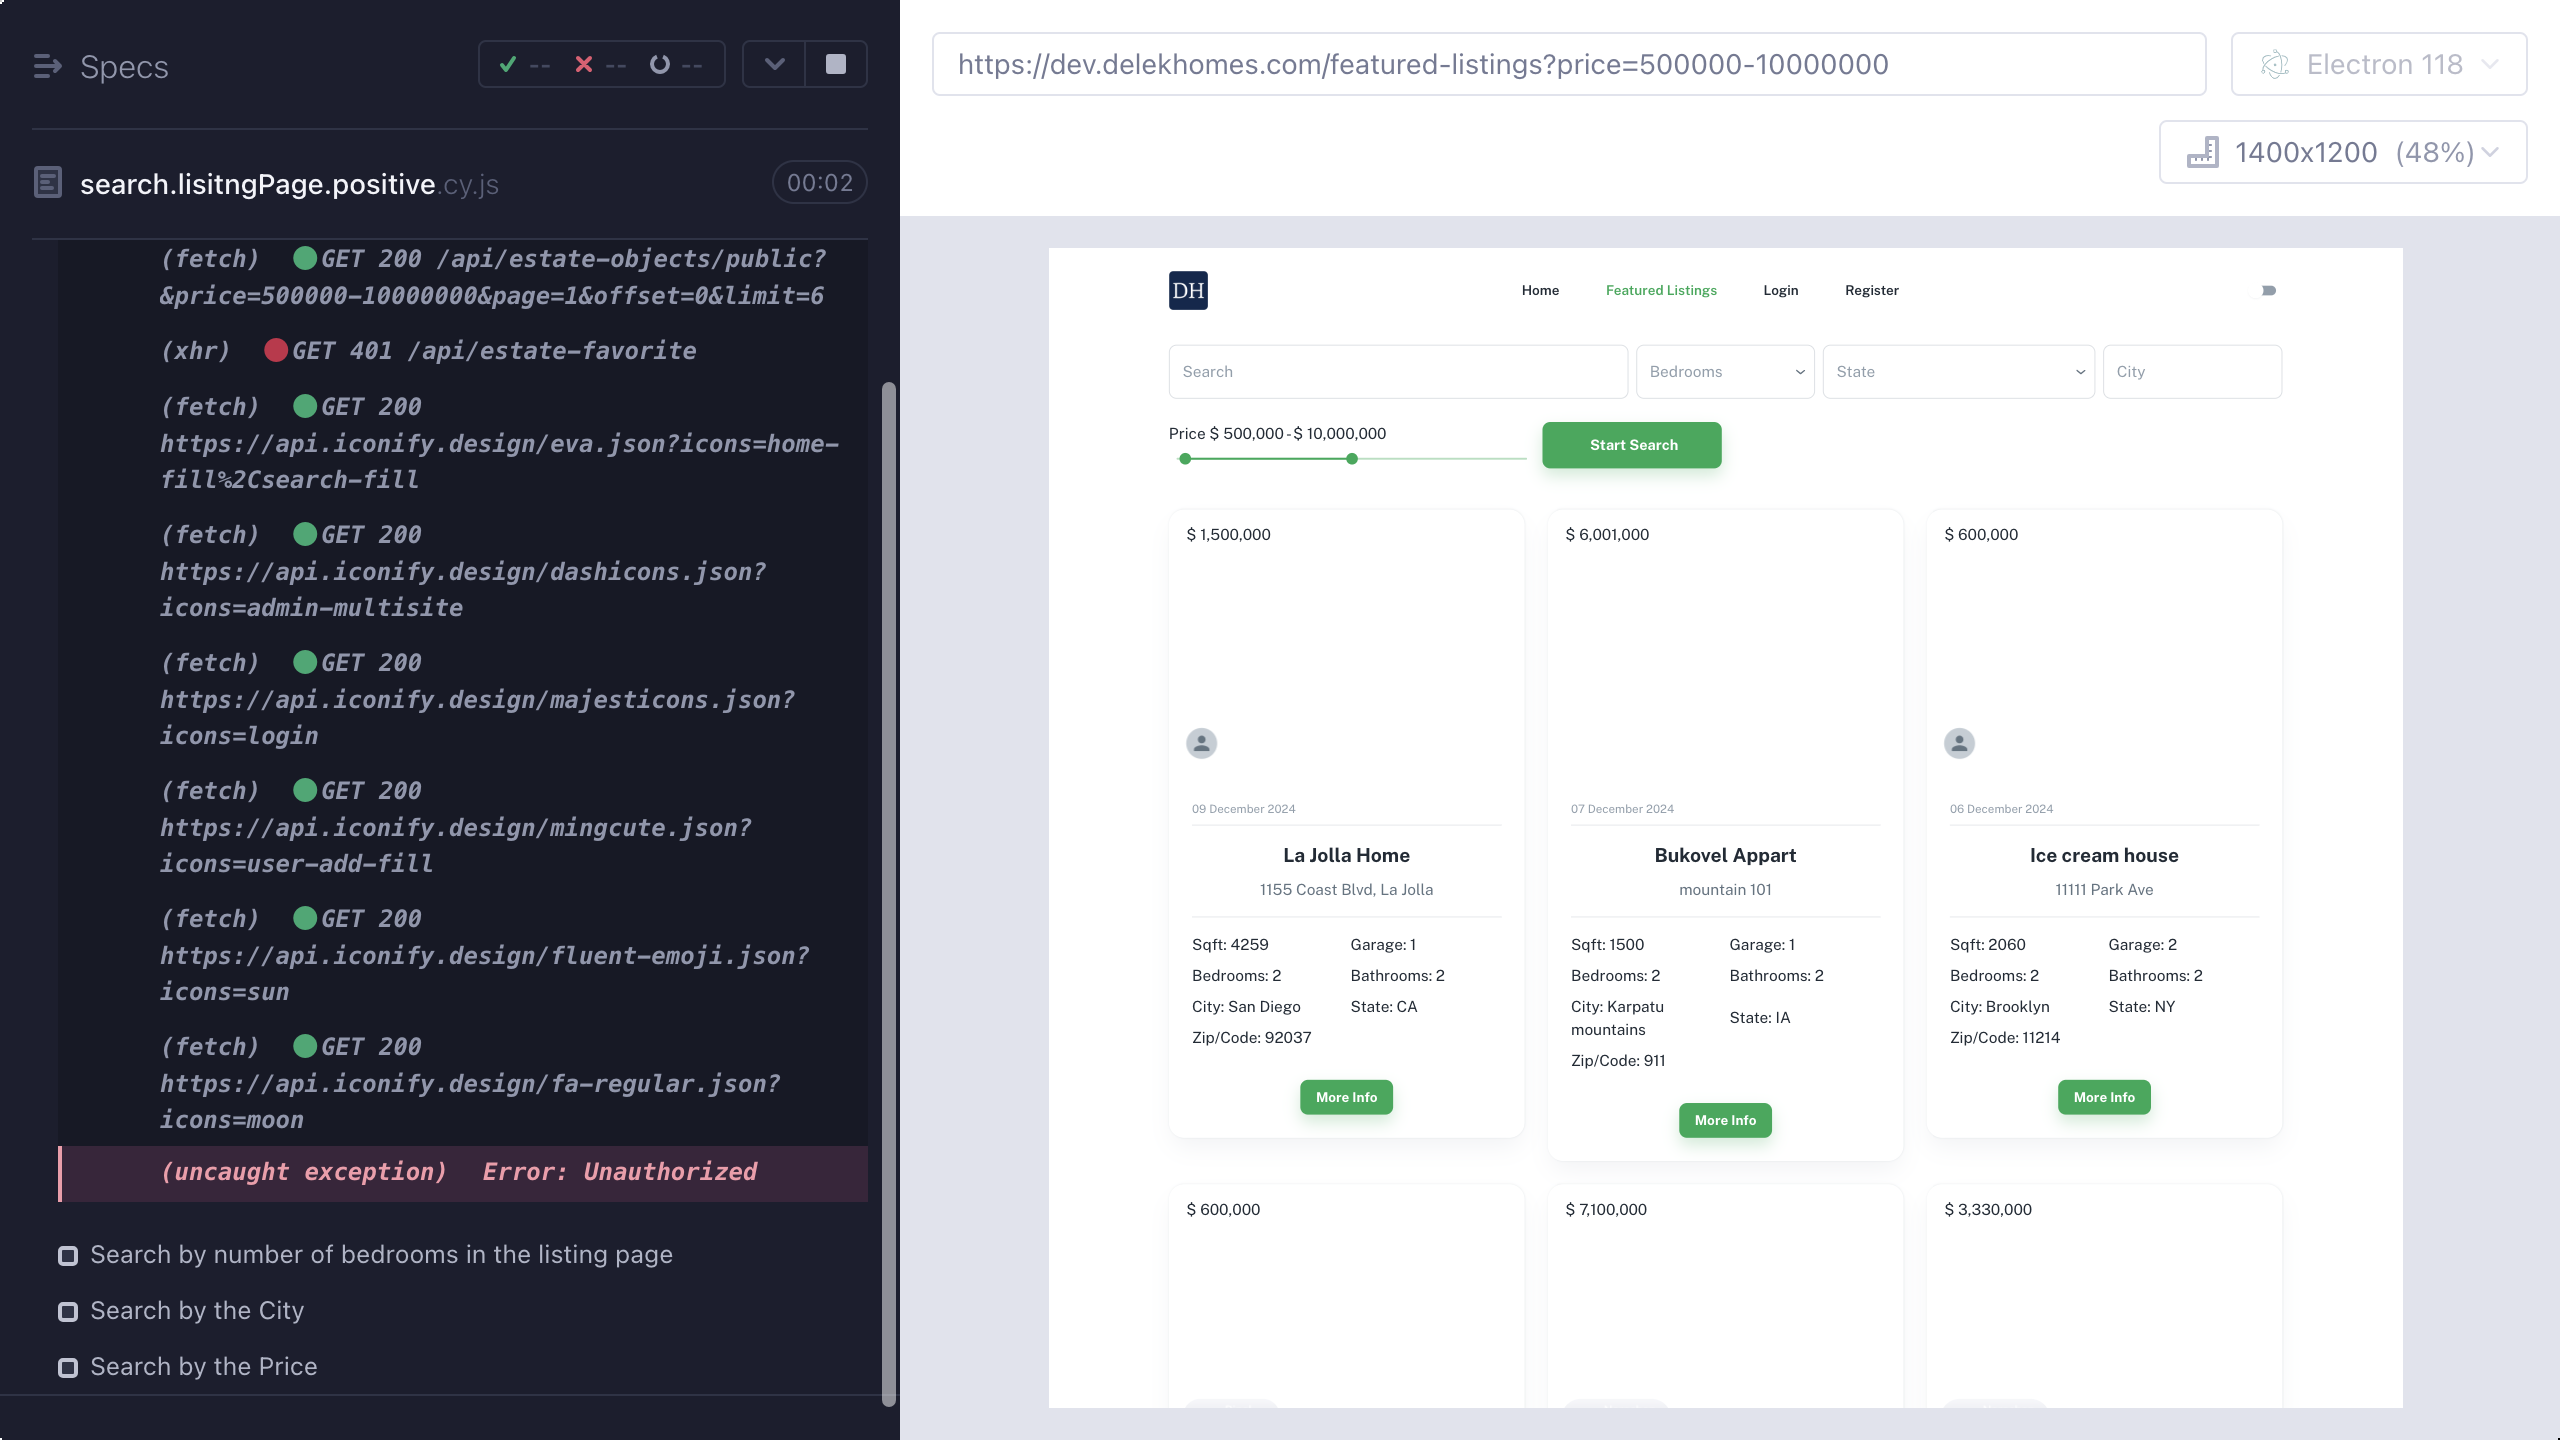 Specs
-- -- --
search.lisitngPage.positive.cy.js
00:02
(fetch) GET 200 /api/estate-objects/public?
&price=500000-10000000&page=1&offset=0&limit=6
(xhr) GET 401 /api/estate-favorite
(fetch) GET 200
https://api.iconify.design/eva.json?icons=home-
fill%2Csearch-fill
(fetch) GET 200
https://api.iconify.design/dashicons.json?
icons=admin-multisite
(fetch) GET 200
https://api.iconify.design/majesticons.json?
icons=login
(fetch) GET 200
https://api.iconify.design/mingcute.json?
icons=user-add-fill
(fetch) GET 200
https://api.iconify.design/fluent-emoji.json?
icons=sun
(fetch) GET 200
https://api.iconify.design/fa-regular.json?
icons=moon
(uncaught exception) Error: Unauthorized
Search by number of bedrooms in the listing page
Search by the City
Search by the Price
https://dev.delekhomes.com/featured-listings?price=500000-10000000
Electron 118
1400x1200 (48%)
DH
Home Featured Listings Login Register
Search Bedrooms State City
Price $ 500,000 - $ 10,000,000
Start Search
$ 1,500,000
09 December 2024
La Jolla Home
1155 Coast Blvd, La Jolla
Sqft: 4259 Garage: 1
Bedrooms: 2 Bathrooms: 2
City: San Diego State: CA
Zip/Code: 92037
More Info
$ 6,001,000
07 December 2024
Bukovel Appart
mountain 101
Sqft: 1500 Garage: 1
Bedrooms: 2 Bathrooms: 2
City: Karpatu
mountains
State: IA
Zip/Code: 911
More Info
$ 600,000
06 December 2024
Ice cream house
11111 Park Ave
Sqft: 2060 Garage: 2
Bedrooms: 2 Bathrooms: 2
City: Brooklyn State: NY
Zip/Code: 11214
More Info
$ 600,000
$ 7,100,000
$ 3,330,000